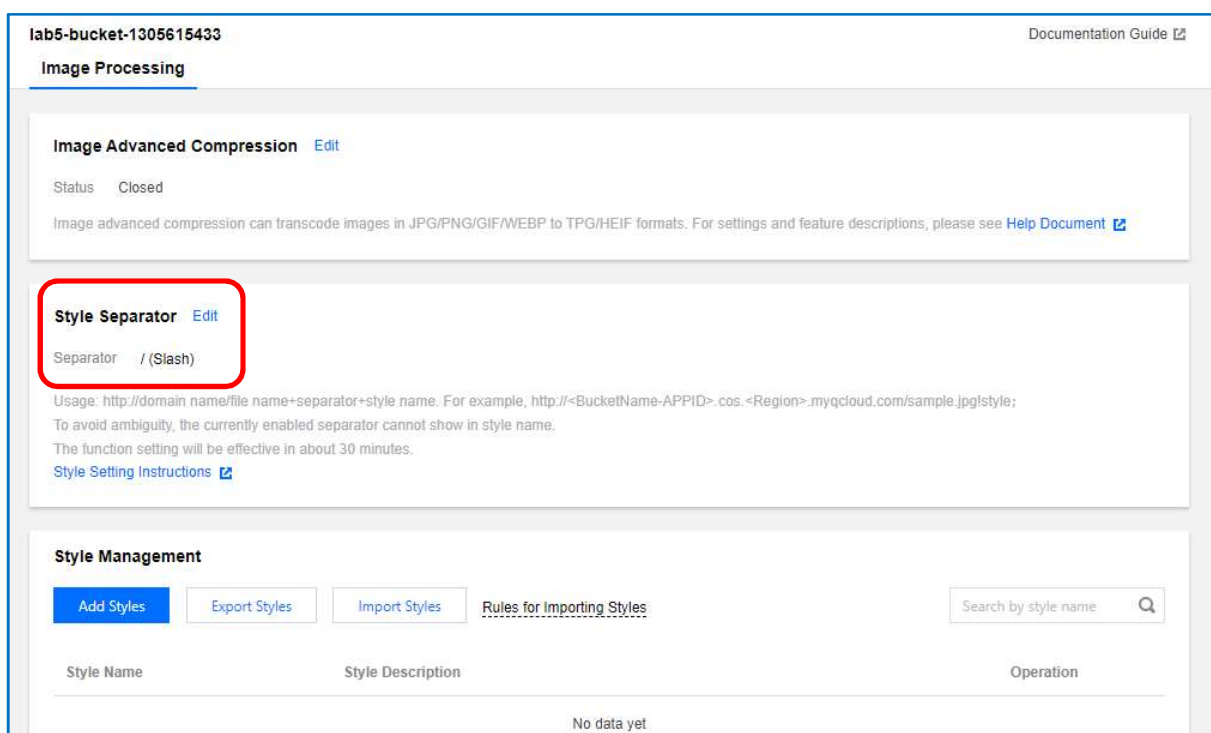 lab5-bucket-1305615433
Documentation Guide
Image Processing
Image Advanced Compression Edit
Status Closed
Image advanced compression can transcode images in JPG/PNG/GIF/WEBP to TPG/HEIF formats. For settings and feature descriptions, please see Help Document
Style Separator Edit
Separator / (Slash)
Usage: http://domain name/file name+separator+style name. For example, http://<BucketName-APPID>.cos.<Region>.myqcloud.com/sample.jpg!style;
To avoid ambiguity, the currently enabled separator cannot show in style name.
The function setting will be effective in about 30 minutes.
Style Setting Instructions
Style Management
Add Styles Export Styles Import Styles Rules for Importing Styles Search by style name
Style Name Style Description Operation
No data yet